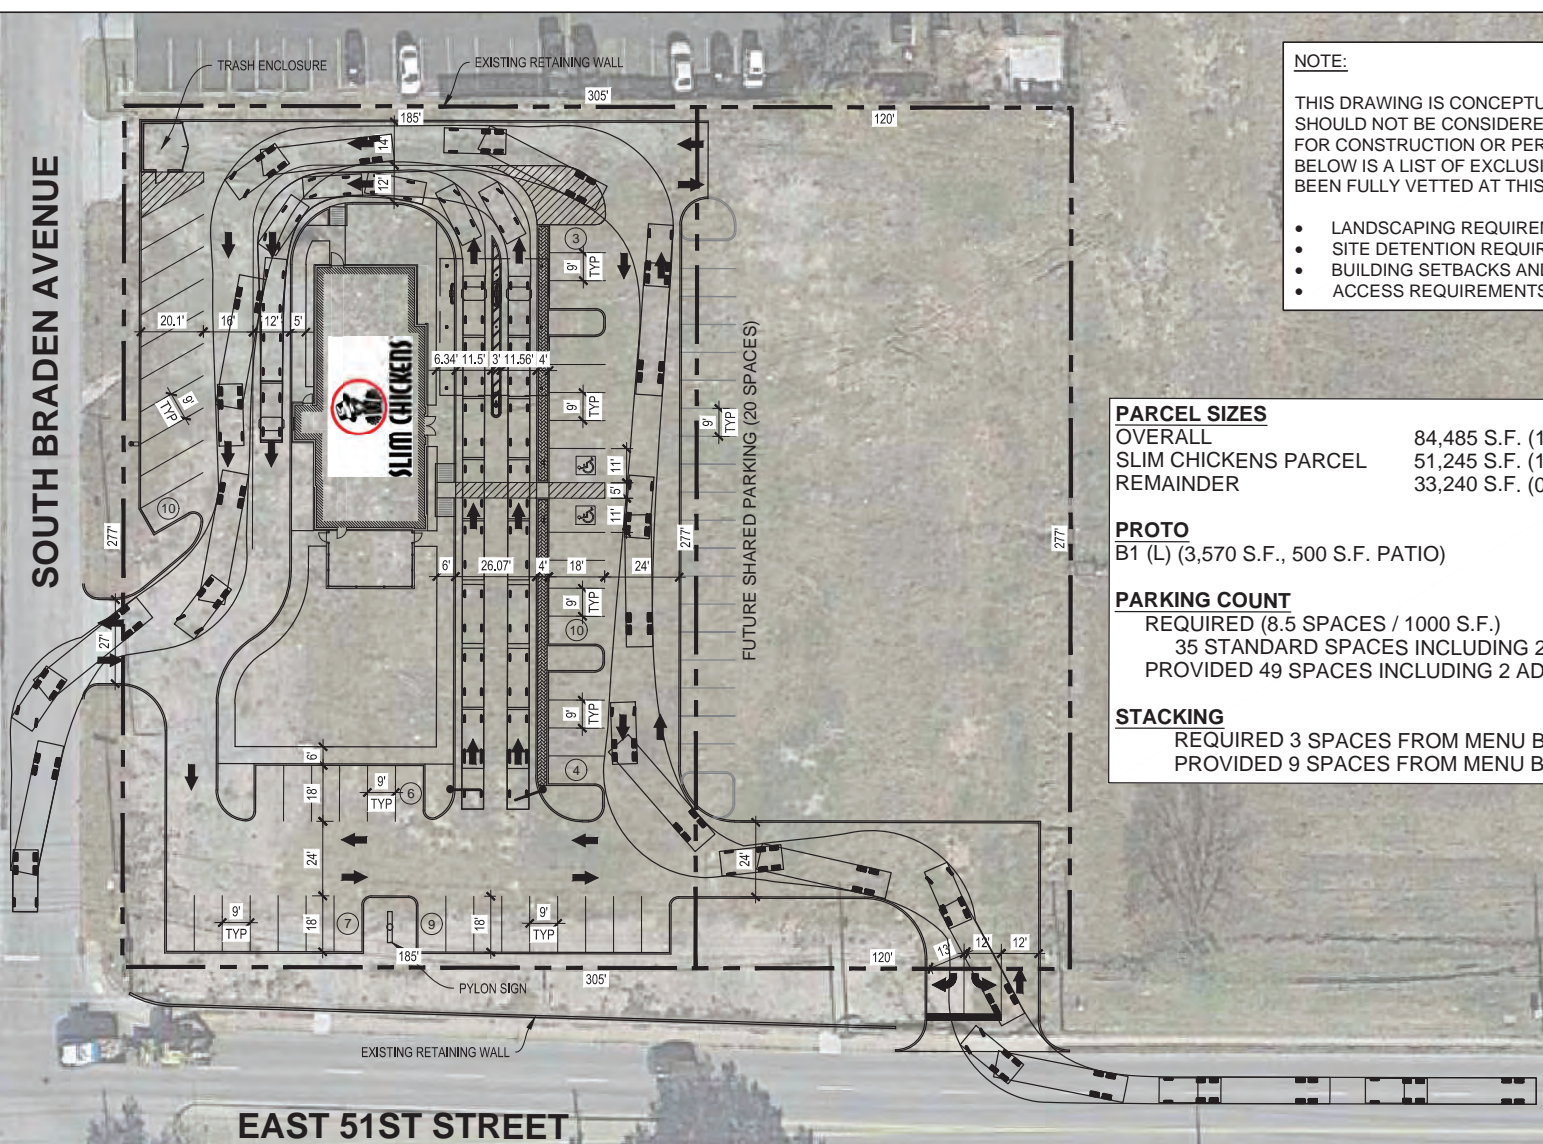 TRASH ENCLOSURE
EXISTING RETAINING WALL
305'
185'
120'
14'
12'
SOUTH BRADEN AVENUE
3
9'
TYP
20.1'
16'
12'
5'
6.34'
11.5'
3'
11.56'
4'
9'
TYP
9'
TYP
9'
TYP
SLIM CHICKENS
FUTURE SHARED PARKING (20 SPACES)
11'
5'
11'
10
277'
277'
277'
6'
26.07'
4'
18'
24'
9'
TYP
10
27'
9'
TYP
6'
4
18'
9'
TYP
6
24'
24'
9'
TYP
18'
7
9
18'
9'
TYP
185'
305'
120'
13'
12'
12'
PYLON SIGN
EXISTING RETAINING WALL
EAST 51ST STREET
NOTE:
THIS DRAWING IS CONCEPTU
SHOULD NOT BE CONSIDERE
FOR CONSTRUCTION OR PER
BELOW IS A LIST OF EXCLUSI
BEEN FULLY VETTED AT THIS
• LANDSCAPING REQUIREM
• SITE DETENTION REQUIR
• BUILDING SETBACKS AN
• ACCESS REQUIREMENTS
PARCEL SIZES
OVERALL 84,485 S.F. (1
SLIM CHICKENS PARCEL 51,245 S.F. (1
REMAINDER 33,240 S.F. (0
PROTO
B1 (L) (3,570 S.F., 500 S.F. PATIO)
PARKING COUNT
REQUIRED (8.5 SPACES / 1000 S.F.)
35 STANDARD SPACES INCLUDING 2
PROVIDED 49 SPACES INCLUDING 2 AD
STACKING
REQUIRED 3 SPACES FROM MENU B
PROVIDED 9 SPACES FROM MENU B